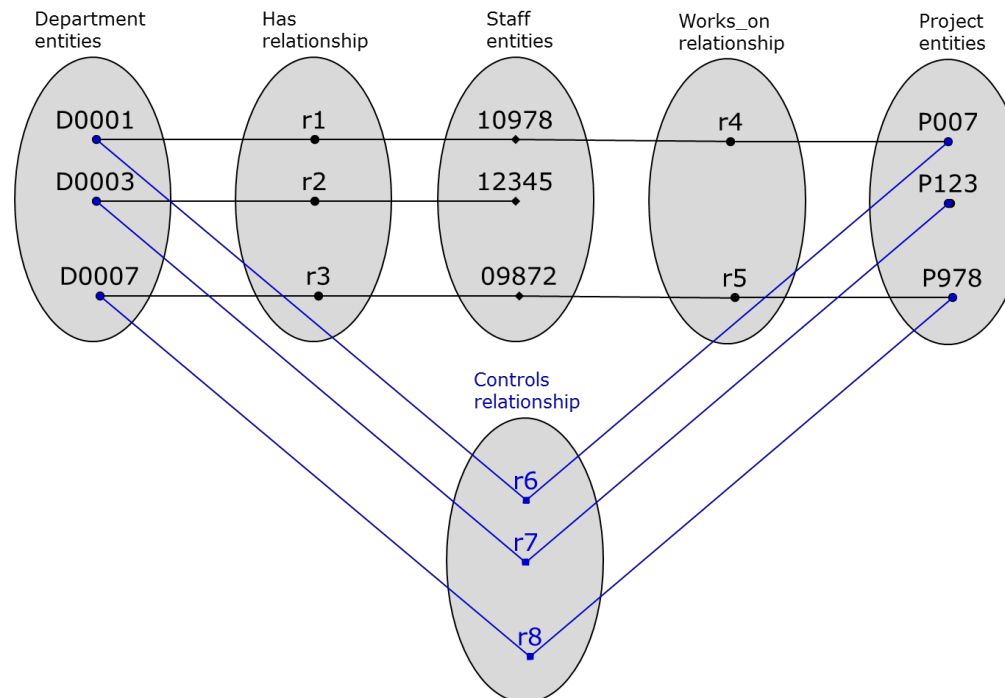 Department
entities
Has
relationship
Staff
entities
Works_on
relationship
Project
entities
D0001
r1
10978
r4
P007
D0003
r2
12345
P123
D0007
r3
09872
r5
P978
Controls
relationship
r6
r7
r8